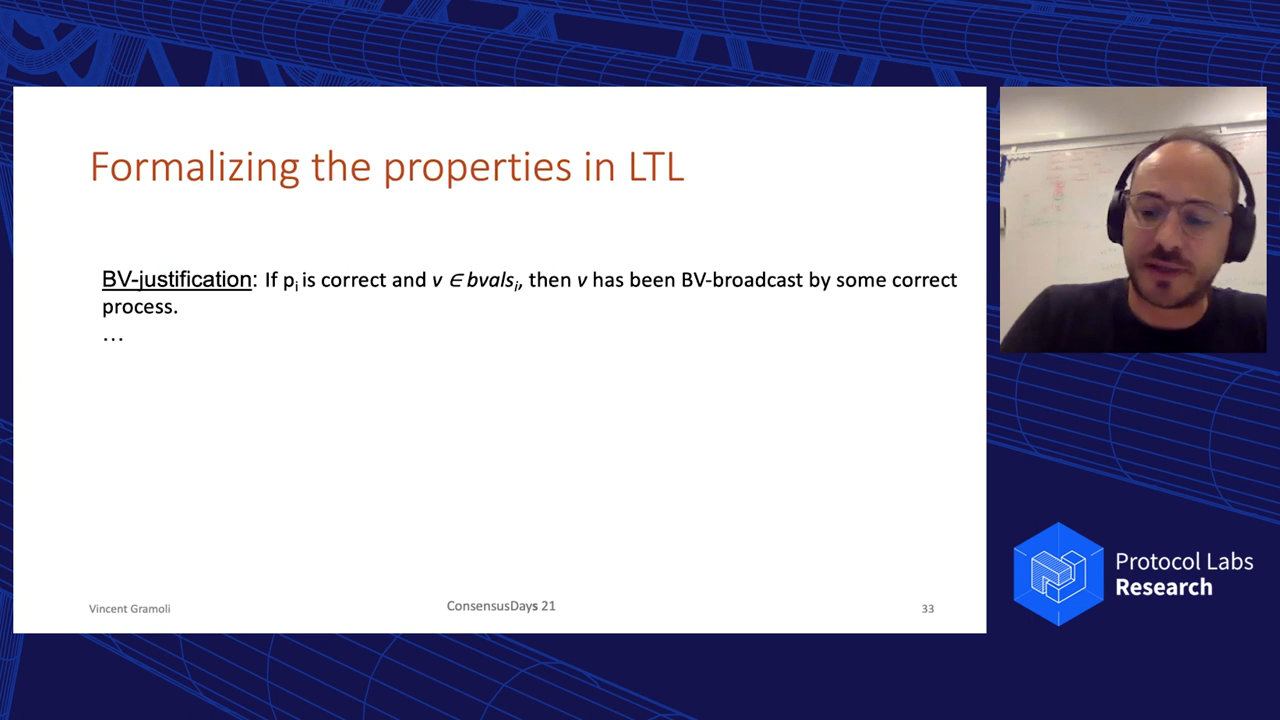 Formalizing the properties in LTL
BV-justification: If pᵢ is correct and v ∈ bvalsᵢ, then v has been BV-broadcast by some correct
process.
…
Vincent Gramoli
ConsensusDays 21
33
Protocol Labs
Research